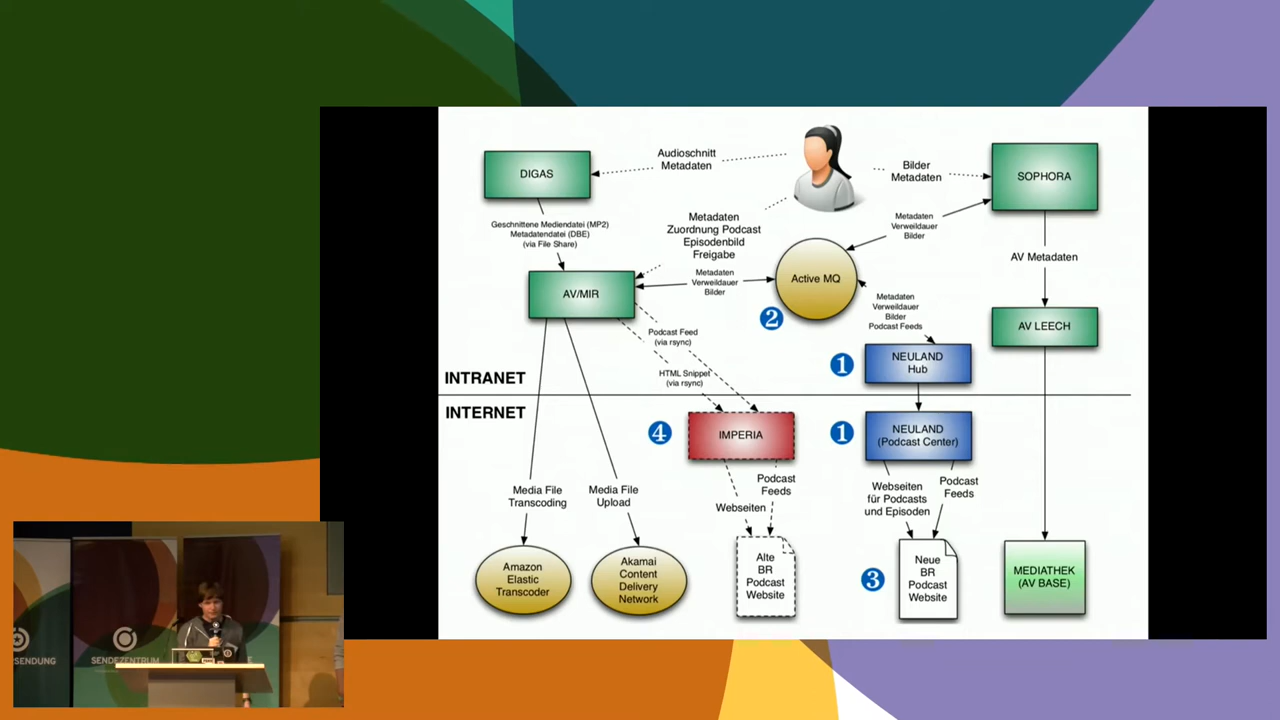 Audioschnitt
Metadaten
Bilder
Metadaten
DIGAS
SOPHORA
Geschnittene Mediendatei (MP2)
Metadatendatei (DBE)
(via File Share)
Metadaten
Zuordnung Podcast
Episodenbild
Freigabe
Metadaten
Verweildauer
Bilder
AV Metadaten
AV/MIR
Metadaten
Verweildauer
Bilder
Active MQ
2
Metadaten
Verweildauer
Bilder
Podcast Feeds
AV LEECH
Podcast Feed
(via rsync)
HTML Snippet
(via rsync)
1
NEULAND
Hub
INTRANET
INTERNET
4
IMPERIA
1
NEULAND
(Podcast Center)
Media File
Transcoding
Media File
Upload
Webseiten
Podcast
Feeds
Webseiten
für Podcasts
und Episoden
Podcast
Feeds
Amazon
Elastic
Transcoder
Akamai
Content
Delivery
Network
Alte
BR
Podcast
Website
3
Neue
BR
Podcast
Website
MEDIATHEK
(AV BASE)
SENDUNG
SENDEZENTRUM